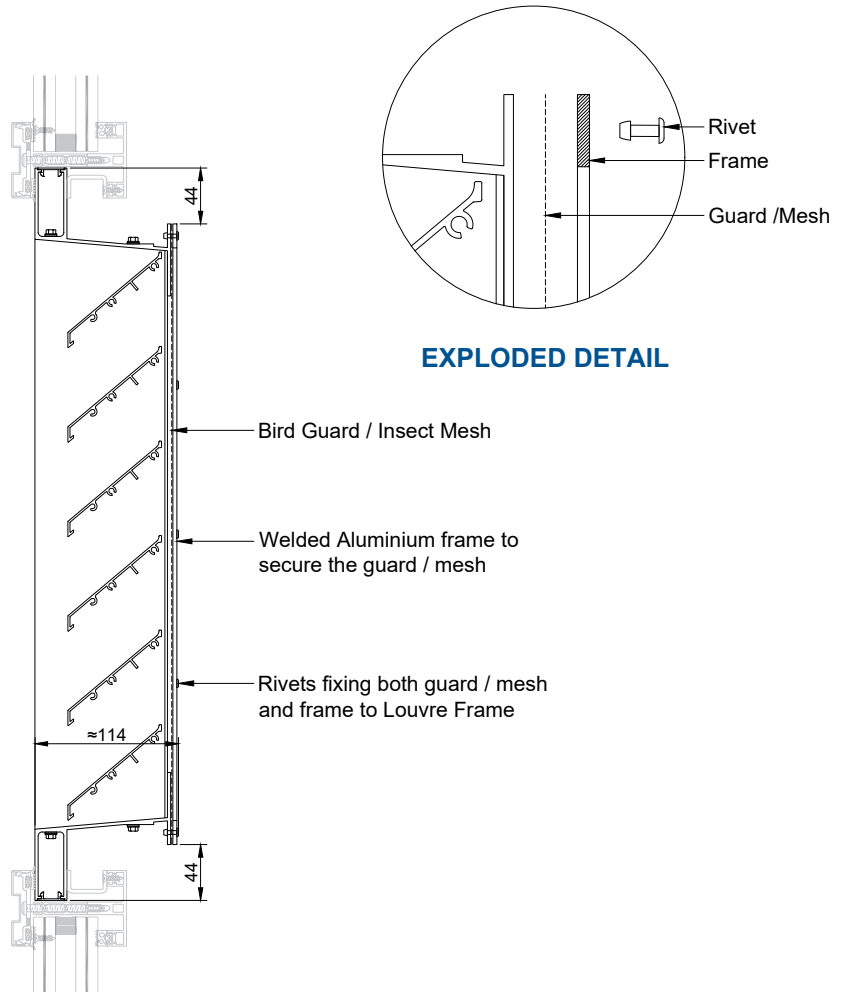 Rivet
Frame
Guard /Mesh
EXPLODED DETAIL
44
Bird Guard / Insect Mesh
Welded Aluminium frame to
secure the guard / mesh
Rivets fixing both guard / mesh
and frame to Louvre Frame
≈114
44